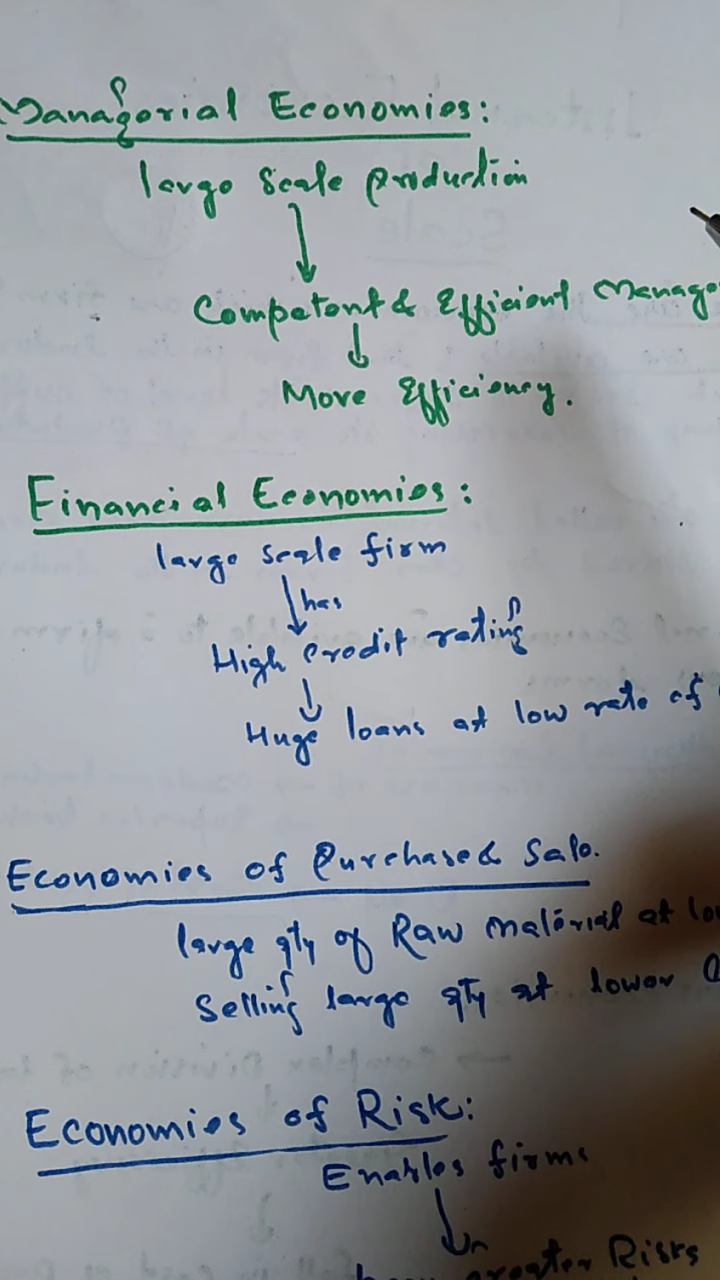 Managerial Economies:
large Scale Production
Competent & Efficient Manage
More Efficiency.
Financial Economies:
large scale firm
has
High credit rating
Huge loans at low rate of
Economies of Purchase & Sale.
large qty of Raw material at lo
Selling large qty at lower
Economies of Risk:
Enables firms
greater Risks